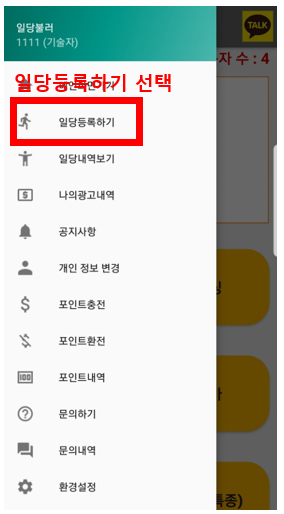 일당불러
1111 (기술자)
TALK
자 수 : 4
일당등록하기 선택
일당등록하기
일당내역보기
나의광고내역
공지사항
개인 정보 변경
포인트충전
포인트환전
포인트내역
문의하기
문의내역
환경설정
특종)